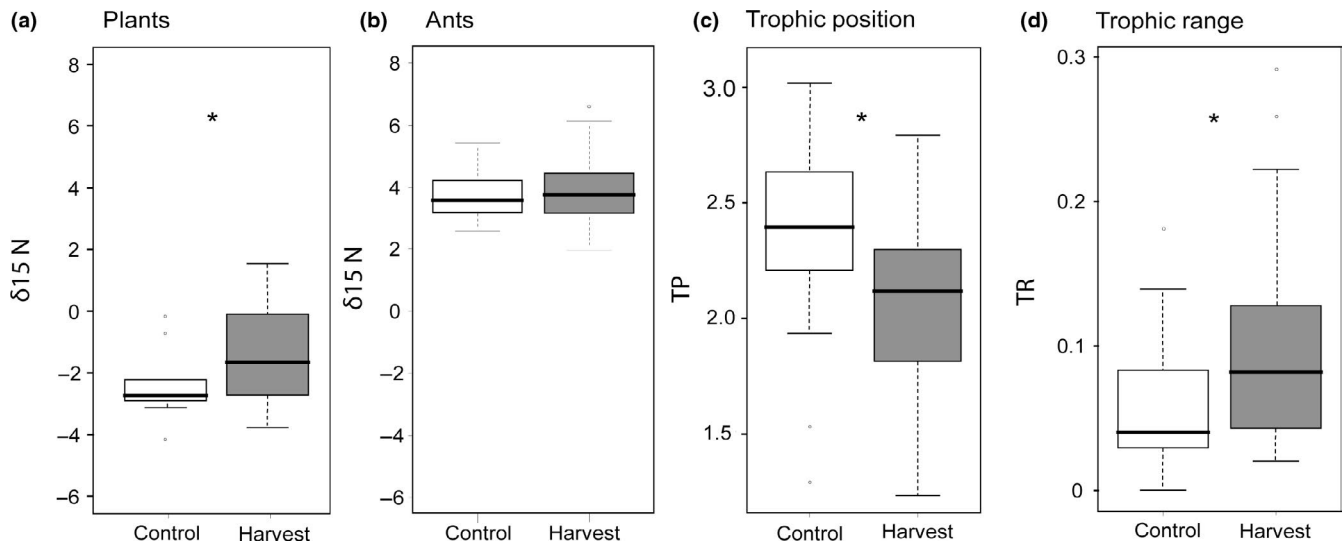 (a) Plants
8
6
4
2
0
−2
−4
−6
δ15 N
*
Control Harvest
(b) Ants
8
6
4
2
0
−2
−4
−6
δ15 N
Control Harvest
(c) Trophic position
3.0
2.5
2.0
1.5
TP
*
Control Harvest
(d) Trophic range
0.3
0.2
0.1
0
TR
*
Control Harvest